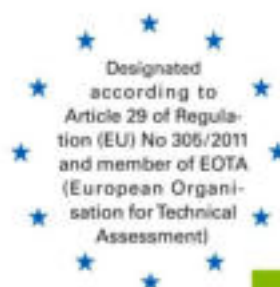 Designated
according to
Article 29 of Regula-
tion (EU) No 305/2011
and member of EOTA
(European Organi-
sation for Technical
Assessment)